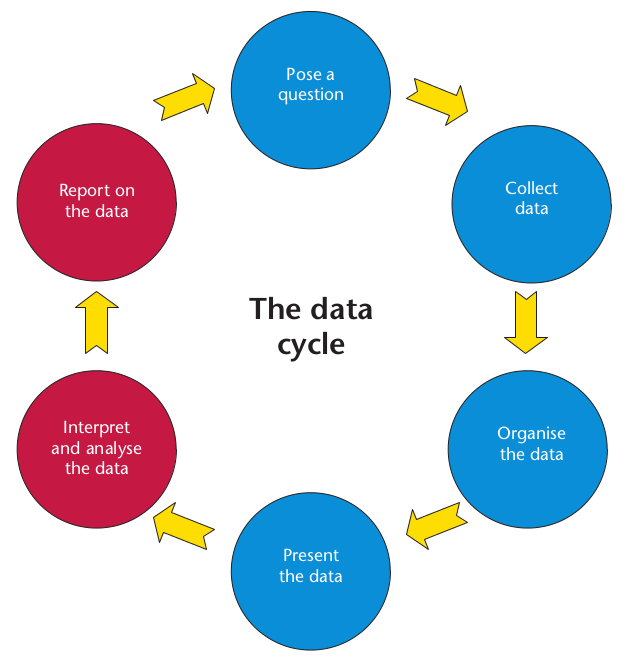 Pose a
question
Collect
data
Organise
the data
Present
the data
Interpret
and analyse
the data
Report on
the data
The data
cycle